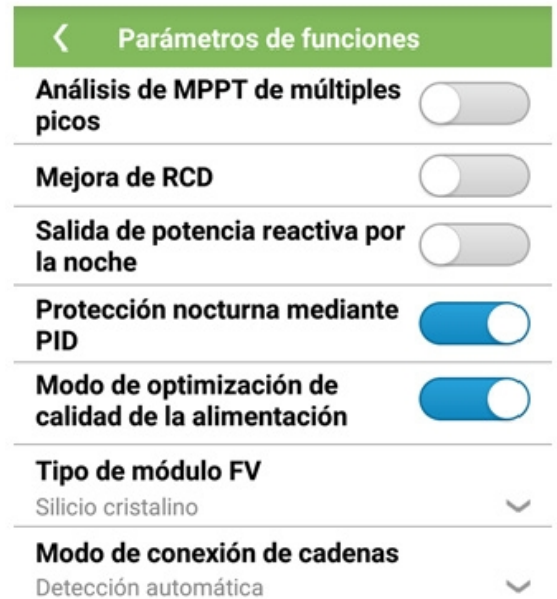 Parámetros de funciones
Análisis de MPPT de múltiples
picos
Mejora de RCD
Salida de potencia reactiva por
la noche
Protección nocturna mediante
PID
Modo de optimización de
calidad de la alimentación
Tipo de módulo FV
Silicio cristalino
Modo de conexión de cadenas
Detección automática